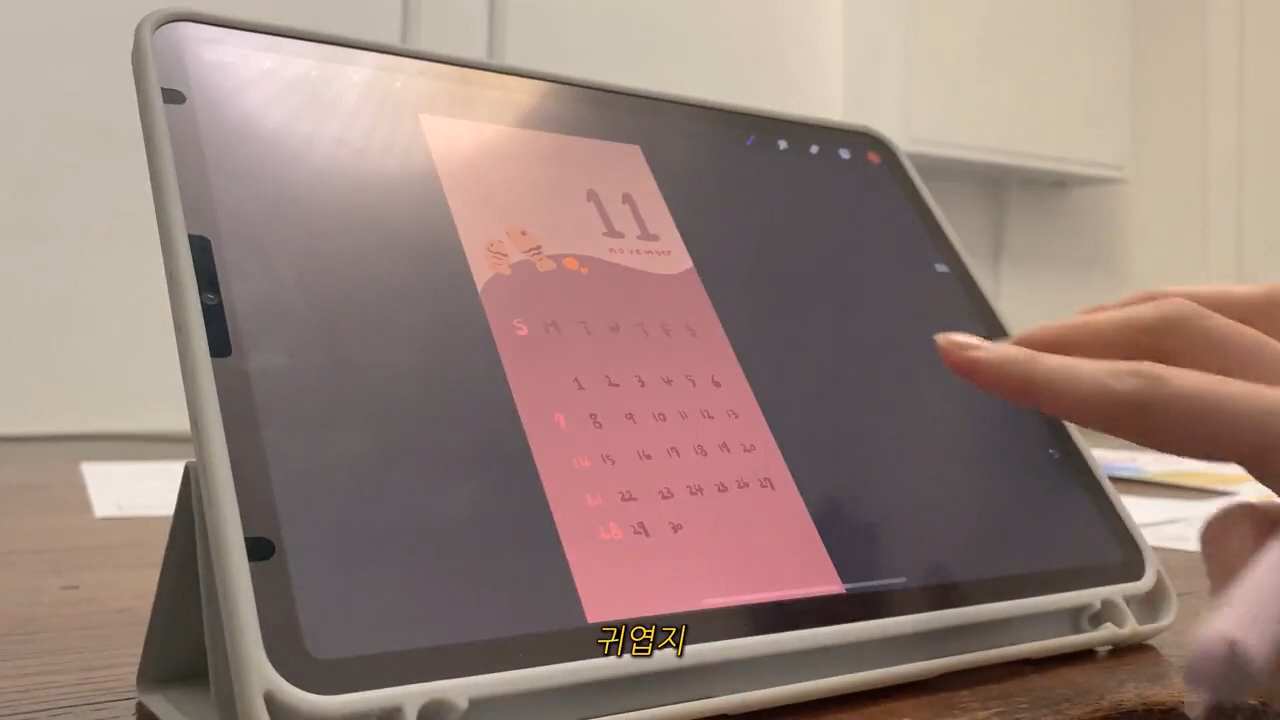 11
november
S M T W T F S
1 2 3 4 5 6
7 8 9 10 11 12 13
14 15 16 17 18 19 20
21 22 23 24 25 26 27
28 29 30
귀엽지